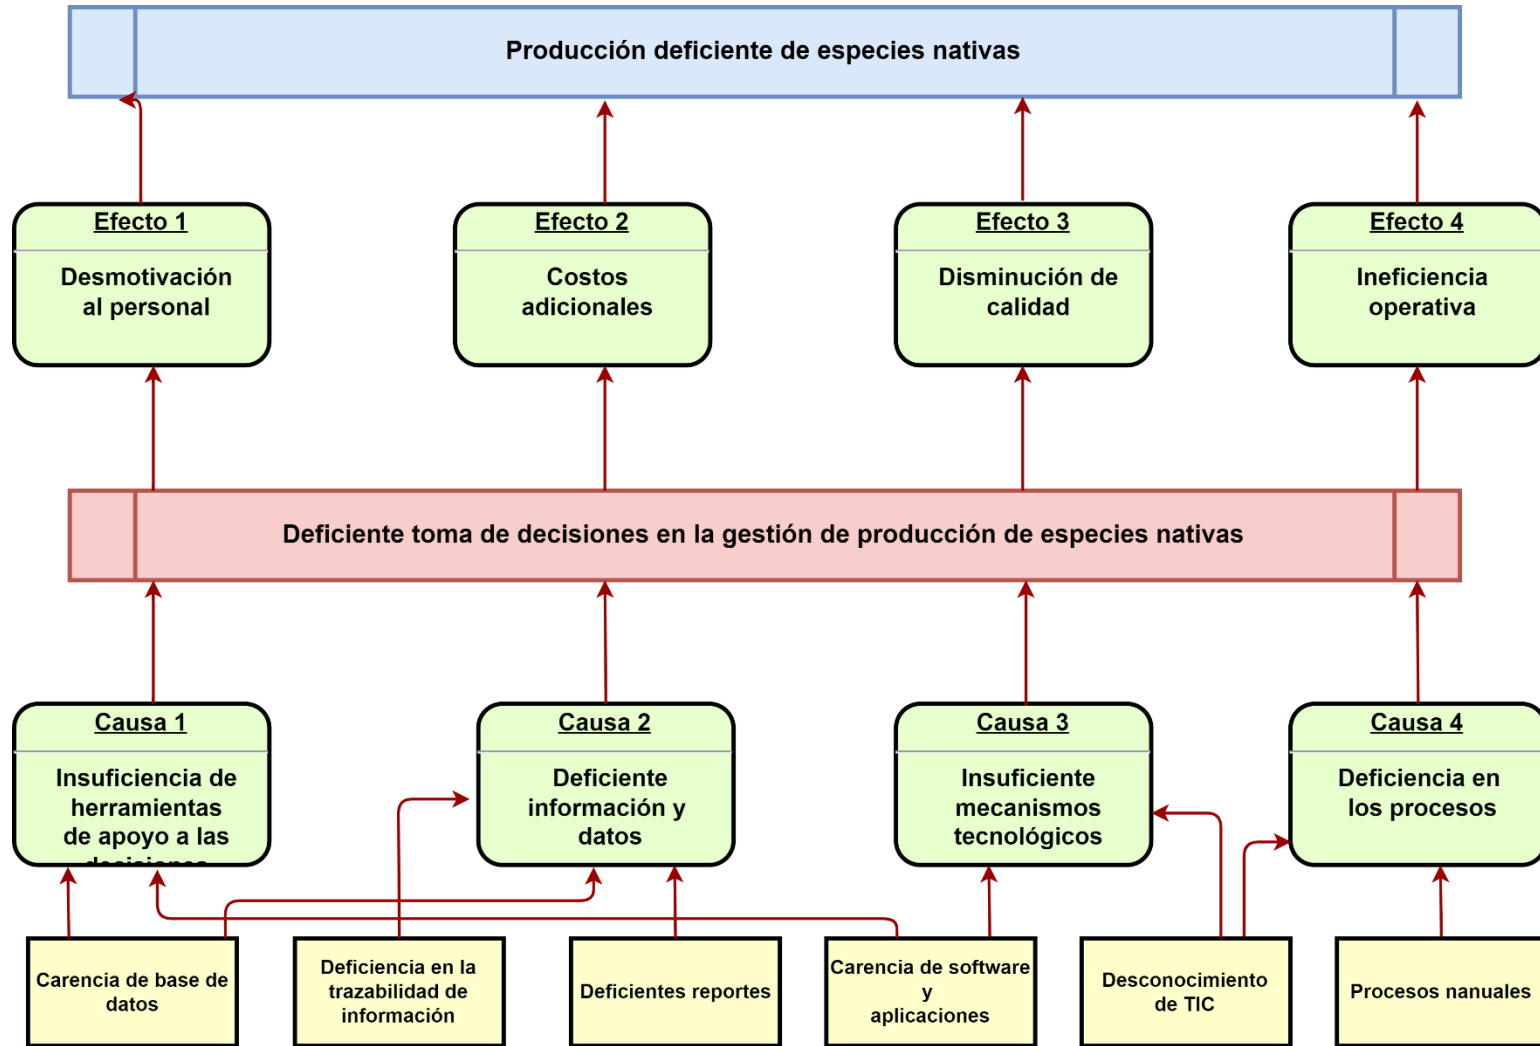 Producción deficiente de especies nativas
Efecto 1
Desmotivación
al personal
Efecto 2
Costos
adicionales
Efecto 3
Disminución de
calidad
Efecto 4
Ineficiencia
operativa
Deficiente toma de decisiones en la gestión de producción de especies nativas
Causa 1
Insuficiencia de
herramientas
de apoyo a las
decisiones
Causa 2
Deficiente
información y
datos
Causa 3
Insuficiente
mecanismos
tecnológicos
Causa 4
Deficiencia en
los procesos
Carencia de base de
datos
Deficiencia en la
trazabilidad de
información
Deficientes reportes
Carencia de software
y
aplicaciones
Desconocimiento
de TIC
Procesos nanuales